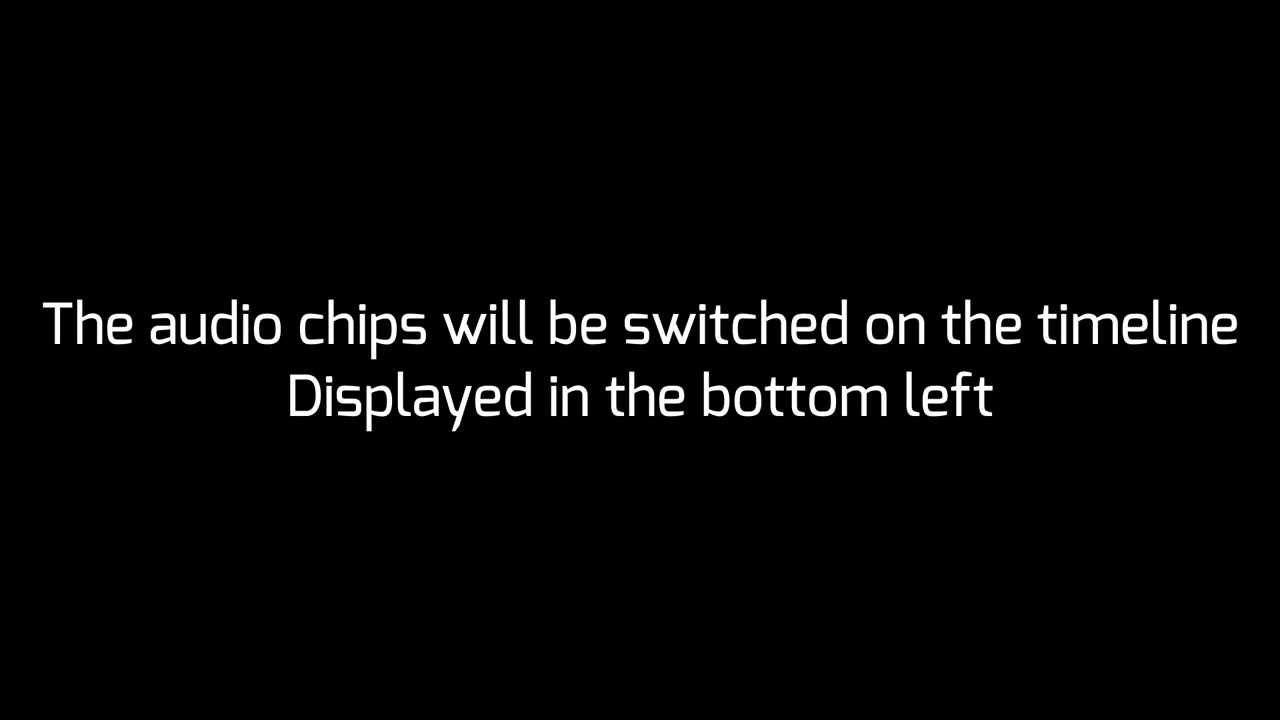 The audio chips will be switched on the timeline
Displayed in the bottom left